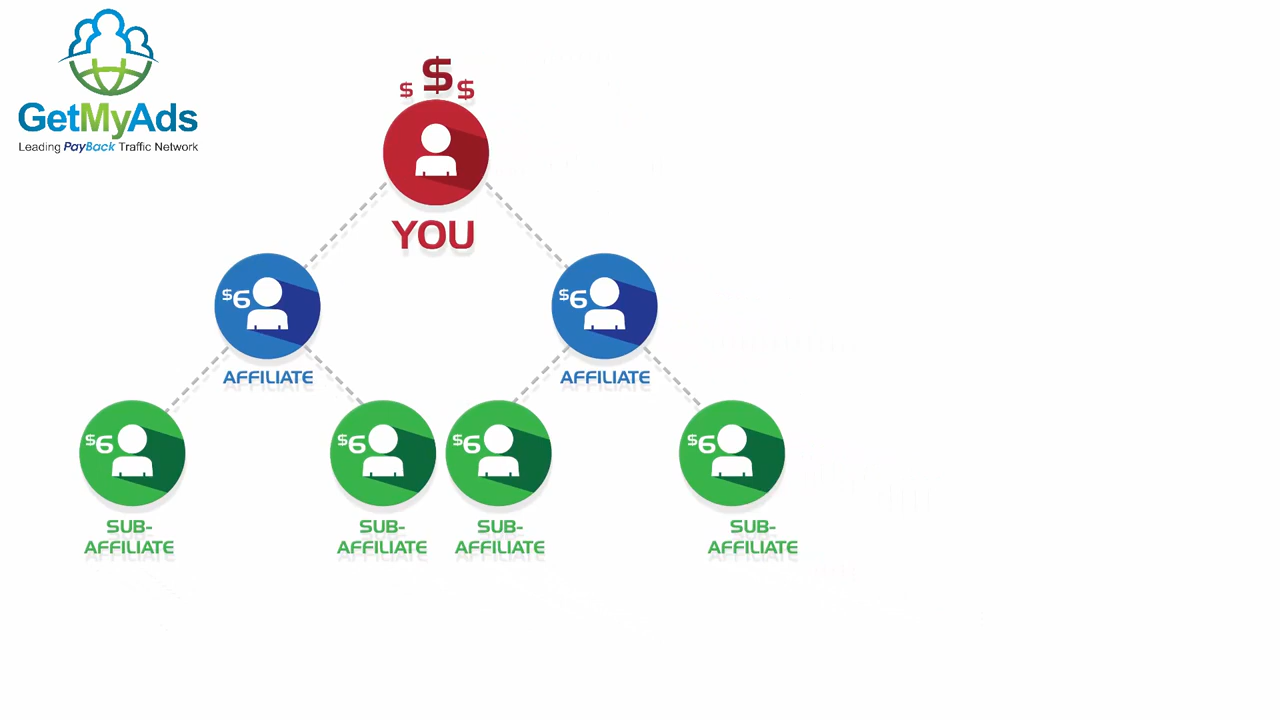 GetMyAds
Leading PayBack Traffic Network
$ $ $
YOU
$6
$6
AFFILIATE
AFFILIATE
$6
$6
$6
$6
SUB-
AFFILIATE
SUB-
AFFILIATE
SUB-
AFFILIATE
SUB-
AFFILIATE